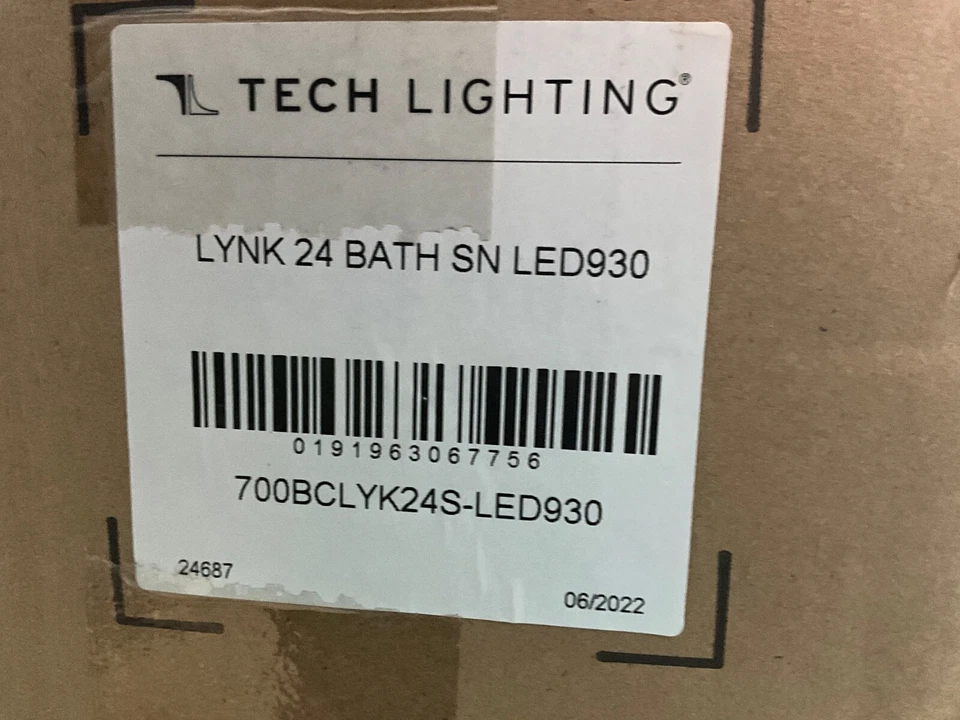 TECH LIGHTING®
LYNK 24 BATH SN LED930
0191963067756
700BCLYK24S-LED930
24687
06/2022